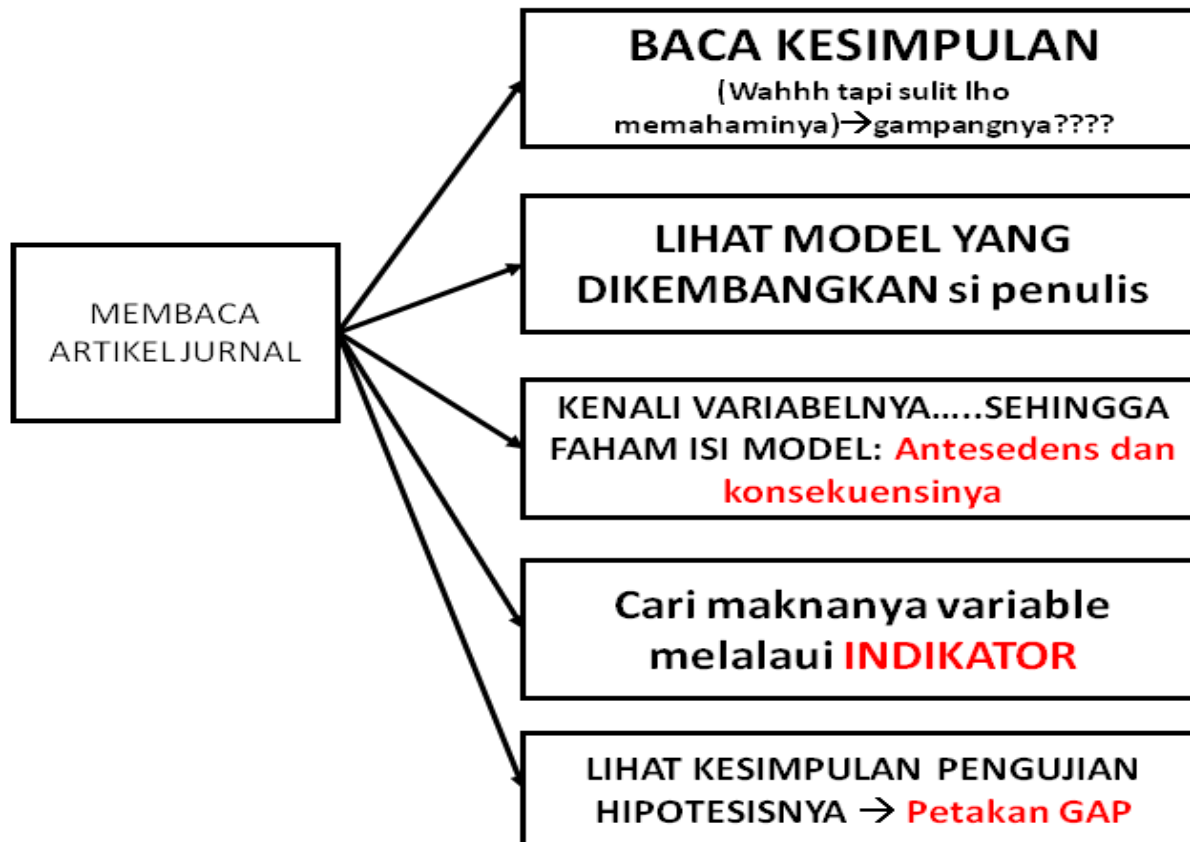 BACA KESIMPULAN
(Wahhh tapi sulit lho
memahaminya)→gampangnya????
LIHAT MODEL YANG
DIKEMBANGKAN si penulis
MEMBACA
ARTIKEL JURNAL
KENALI VARIABELNYA.....SEHINGGA
FAHAM ISI MODEL: Antesedens dan
konsekuensinya
Cari maknanya variable
melalaui INDIKATOR
LIHAT KESIMPULAN PENGUJIAN
HIPOTESISNYA → Petakan GAP